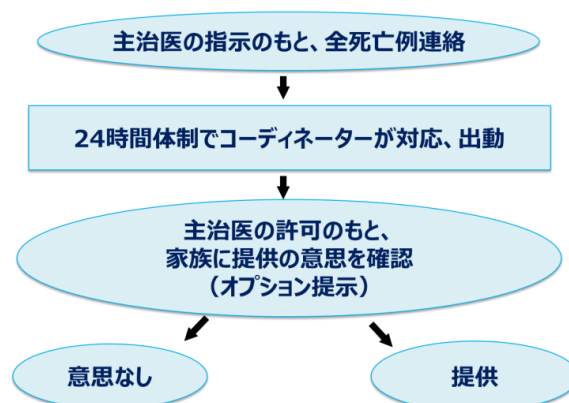 主治医の指示のもと、全死亡例連絡
24時間体制でコーディネーターが対応、出動
主治医の許可のもと、
家族に提供の意思を確認
（オプション提示）
意思なし
提供